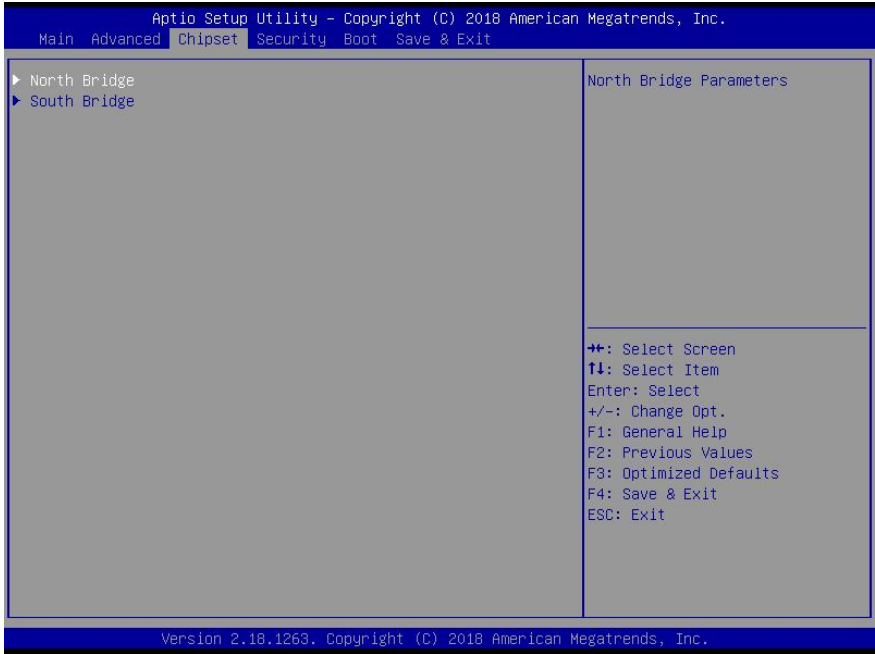 Aptio Setup Utility – Copyright (C) 2018 American Megatrends, Inc.
Main Advanced Chipset Security Boot Save & Exit
▶ North Bridge
▶ South Bridge
North Bridge Parameters
→←: Select Screen
↑↓: Select Item
Enter: Select
+/-: Change Opt.
F1: General Help
F2: Previous Values
F3: Optimized Defaults
F4: Save & Exit
ESC: Exit
Version 2.18.1263. Copyright (C) 2018 American Megatrends, Inc.